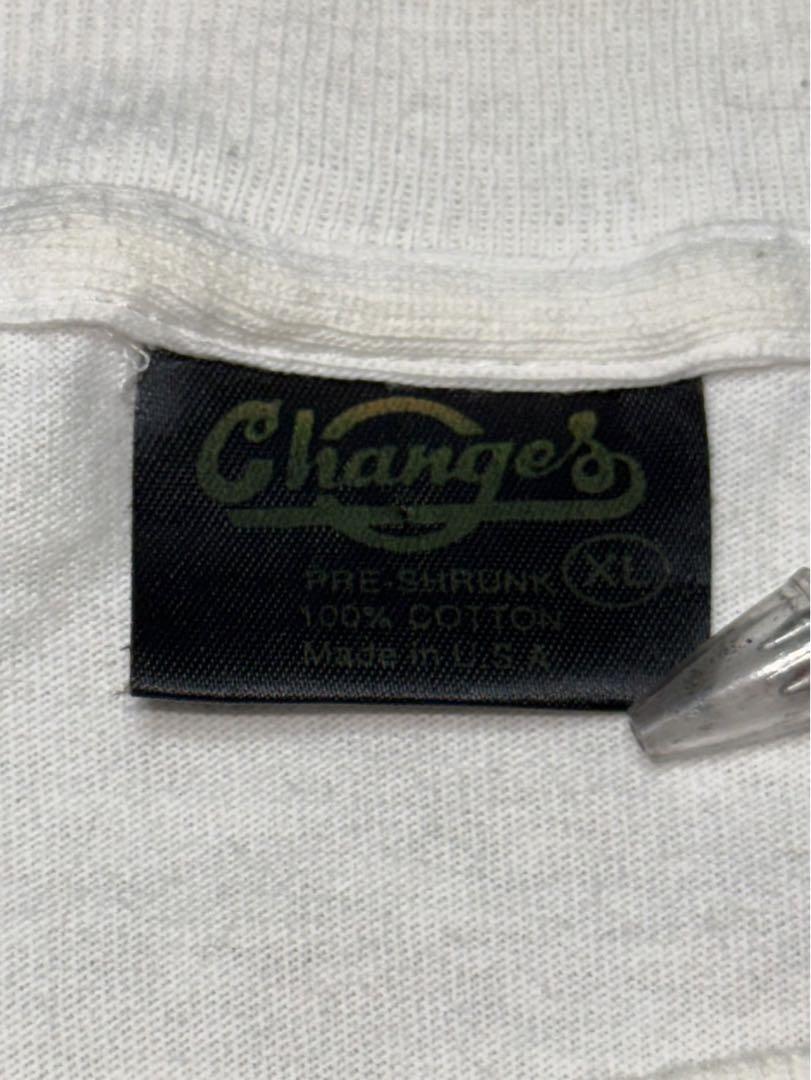 Changes
PRE-SHRUNK XL
100% COTTON
Made in U.S.A